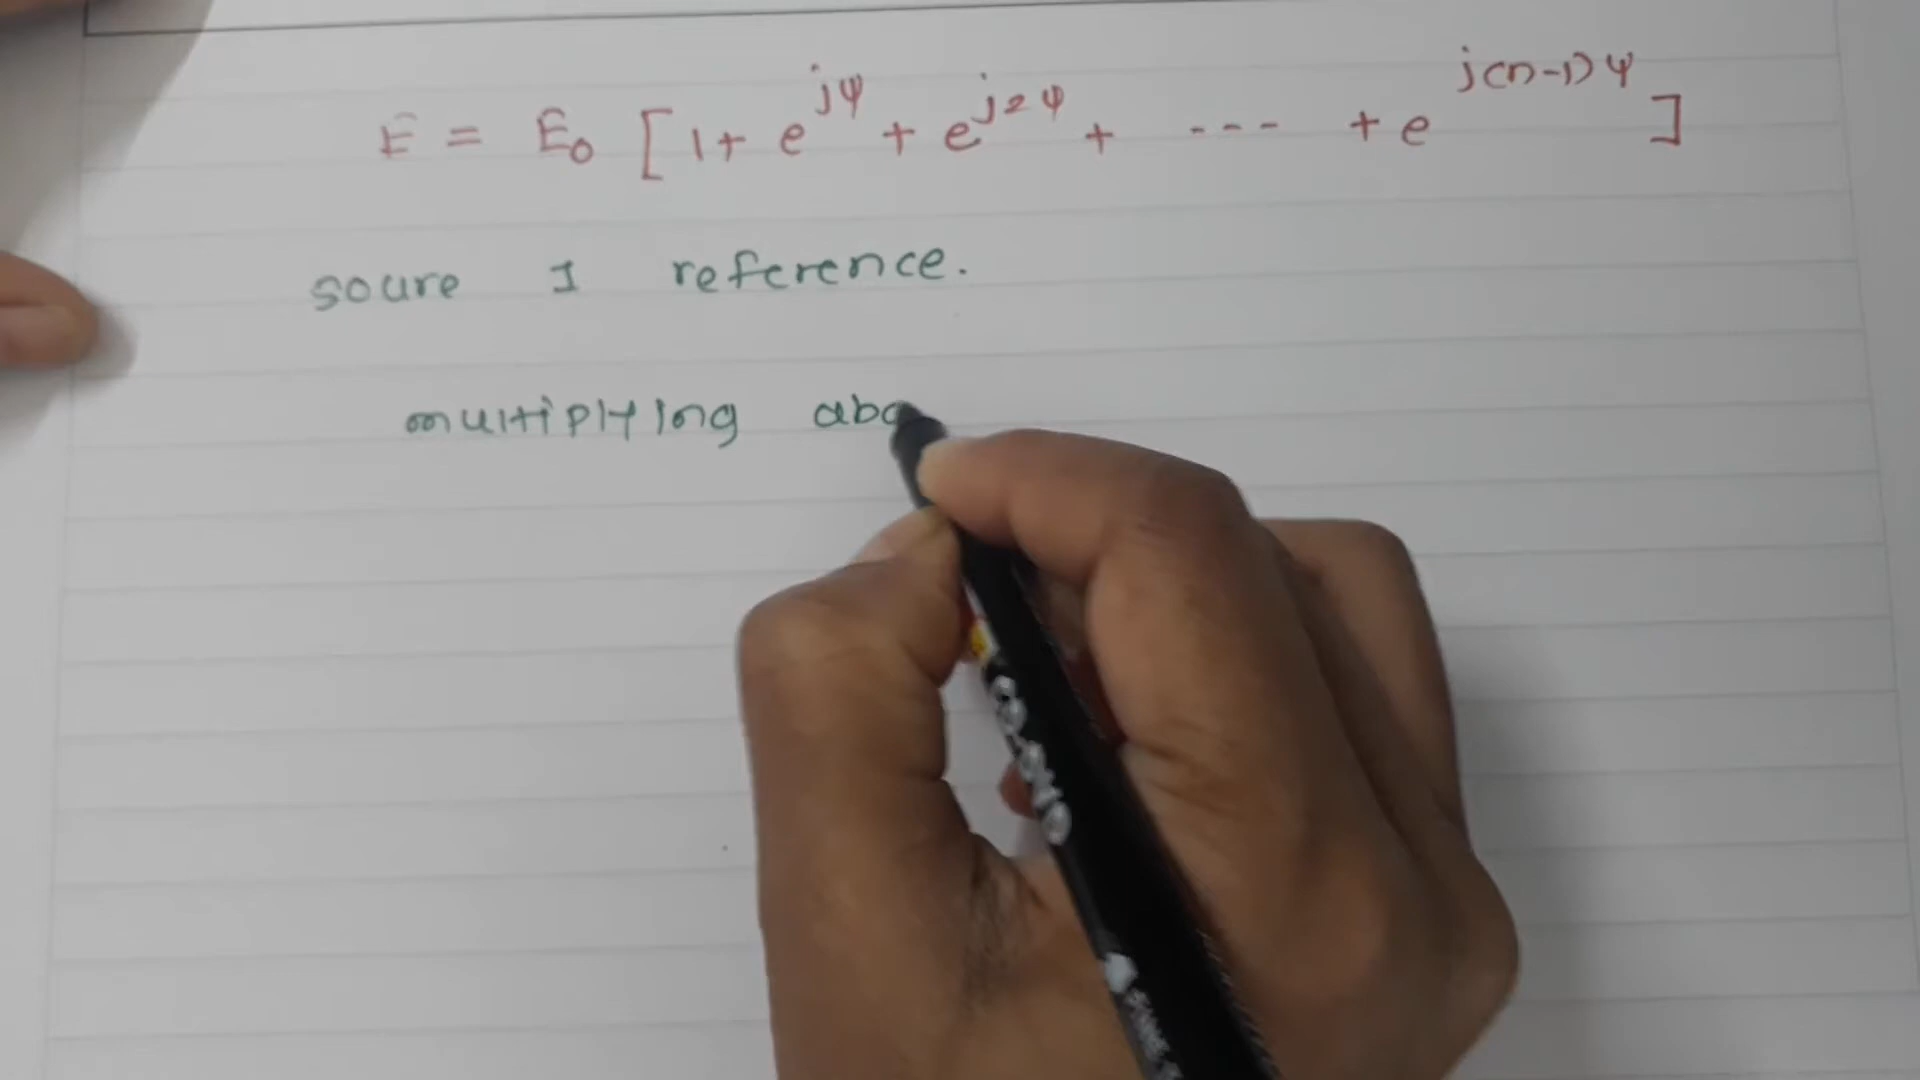 E = E₀ [1 + e^{jψ} + e^{j2ψ} + --- + e^{j(n-1)ψ}]
soure 1 reference.
multiplying abo